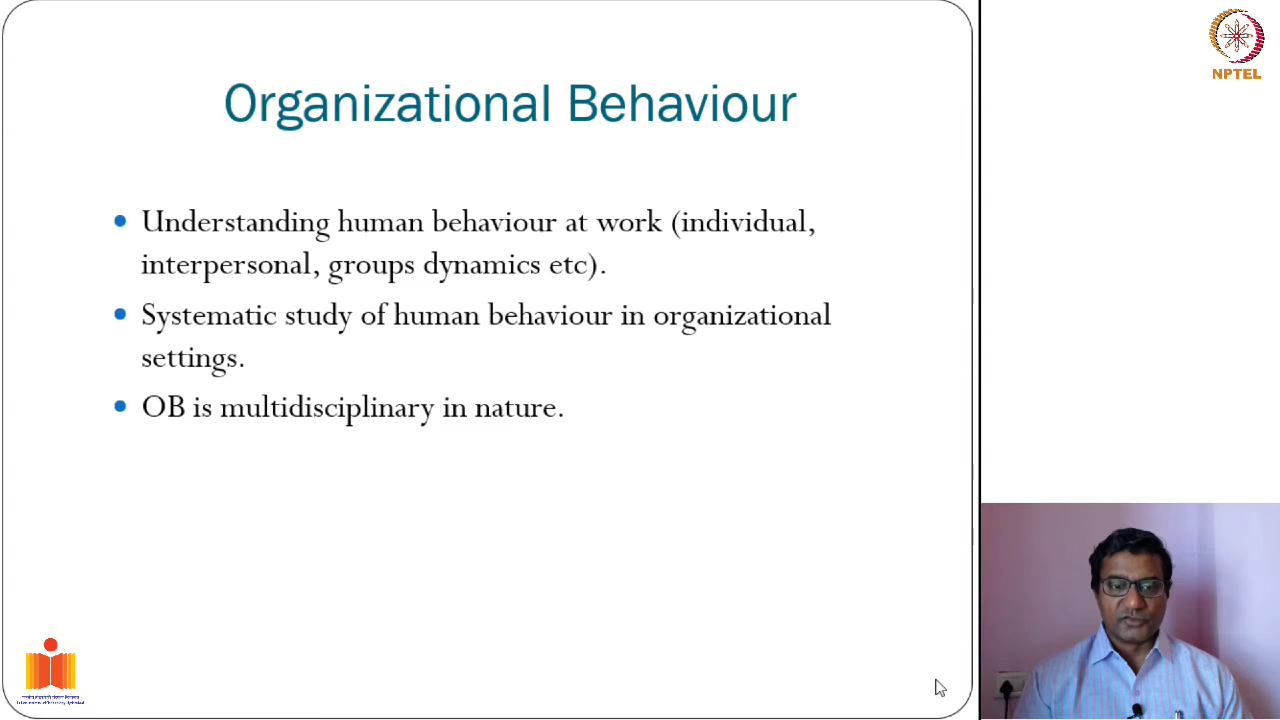 Organizational Behaviour
• Understanding human behaviour at work (individual,
interpersonal, groups dynamics etc).
• Systematic study of human behaviour in organizational
settings.
• OB is multidisciplinary in nature.
NPTEL